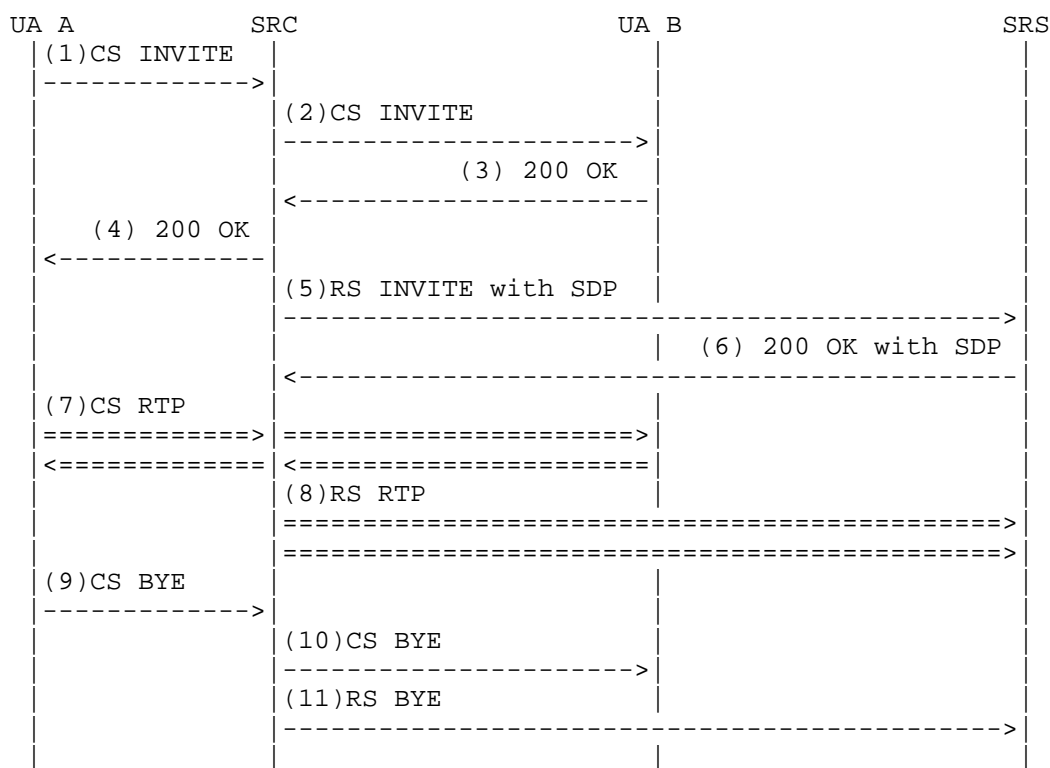 UA A SRC UA B SRS
(1)CS INVITE
(2)CS INVITE
(3) 200 OK
(4) 200 OK
(5)RS INVITE with SDP
(6) 200 OK with SDP
(7)CS RTP
(8)RS RTP
(9)CS BYE
(10)CS BYE
(11)RS BYE